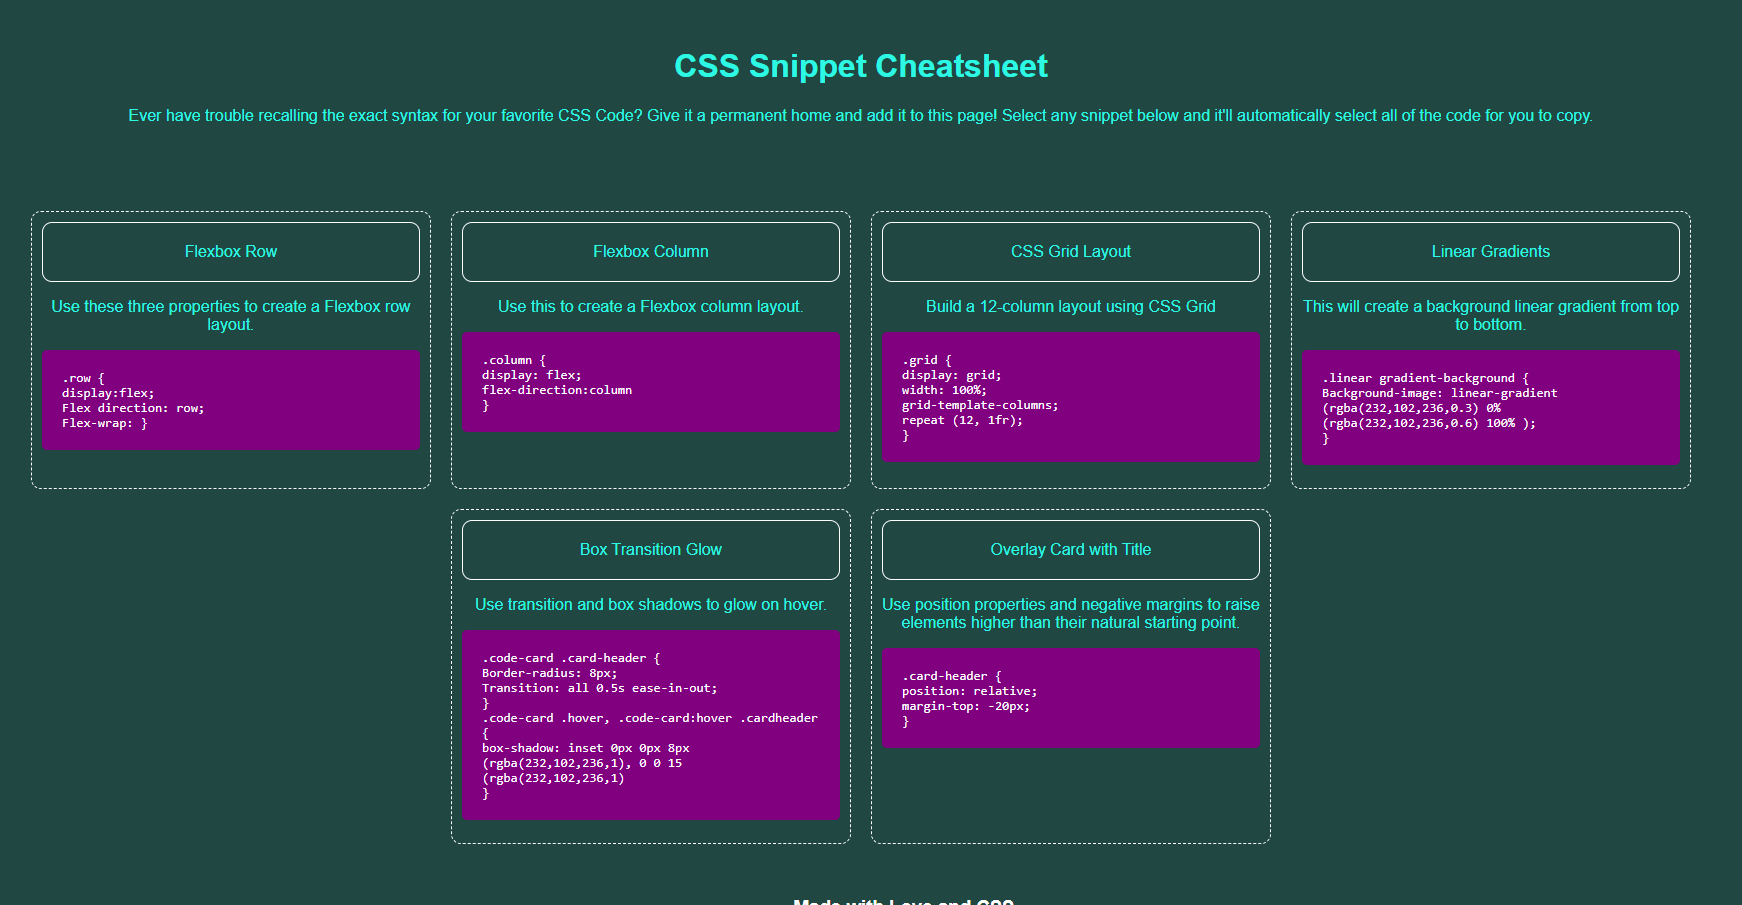 CSS Snippet Cheatsheet
Ever have trouble recalling the exact syntax for your favorite CSS Code? Give it a permanent home and add it to this page! Select any snippet below and it'll automatically select all of the code for you to copy.
Flexbox Row
Use these three properties to create a Flexbox row
layout.
.row {
display:flex;
Flex direction: row;
Flex-wrap: }
Flexbox Column
Use this to create a Flexbox column layout.
.column {
display: flex;
flex-direction:column
}
CSS Grid Layout
Build a 12-column layout using CSS Grid
.grid {
display: grid;
width: 100%;
grid-template-columns;
repeat (12, 1fr);
}
Linear Gradients
This will create a background linear gradient from top
to bottom.
.linear gradient-background {
Background-image: linear-gradient
(rgba(232,102,236,0.3) 0%
(rgba(232,102,236,0.6) 100% );
}
Box Transition Glow
Use transition and box shadows to glow on hover.
.code-card .card-header {
Border-radius: 8px;
Transition: all 0.5s ease-in-out;
}
.code-card .hover, .code-card:hover .cardheader
{
box-shadow: inset 0px 0px 8px
(rgba(232,102,236,1), 0 0 15
(rgba(232,102,236,1)
}
Overlay Card with Title
Use position properties and negative margins to raise
elements higher than their natural starting point.
.card-header {
position: relative;
margin-top: -20px;
}
Made with Love and CSS